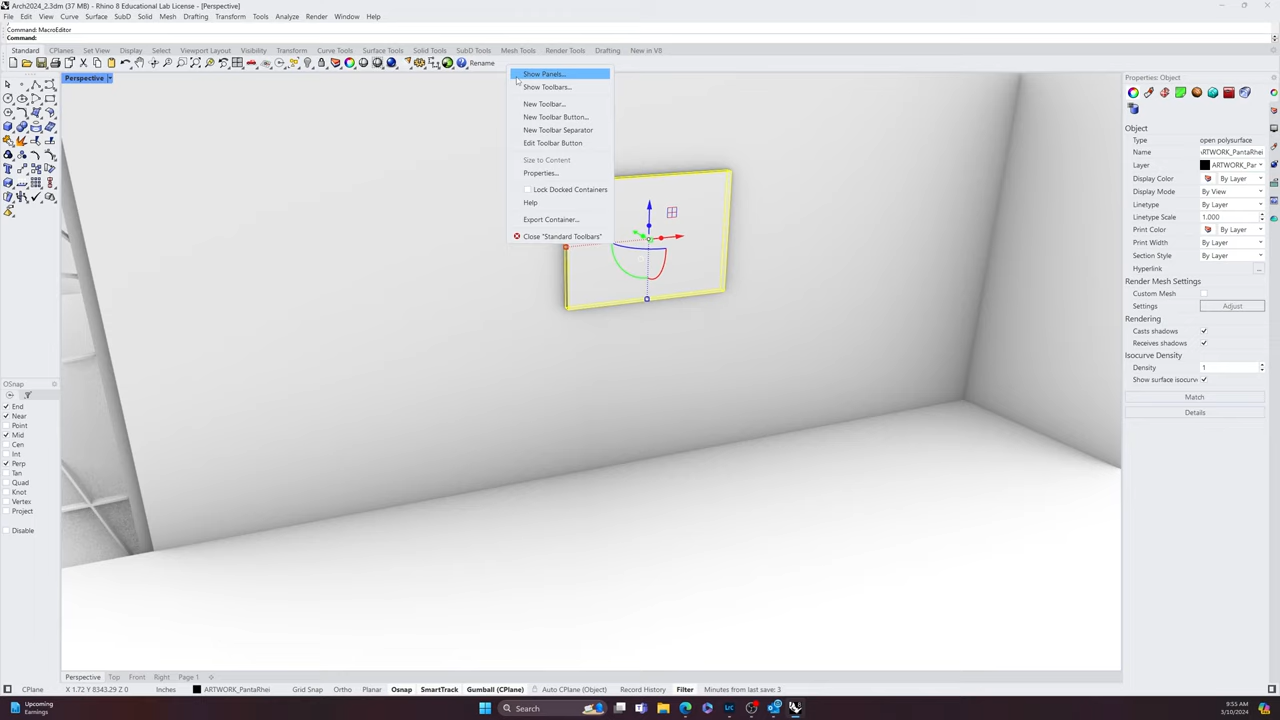 Arch2024_2.3dm (37 MB) - Rhino 8 Educational Lab License - [Perspective]
File Edit View Curve Surface SubD Solid Mesh Drafting Transform Tools Analyze Render Window Help
Command: MacroEditor
Command:
Standard CPlanes Set View Display Select Viewport Layout Visibility Transform Curve Tools Surface Tools Solid Tools SubD Tools Mesh Tools Render Tools Drafting New in V8
Rename
Perspective
Show Panels...
Show Toolbars...
New Toolbar...
New Toolbar Button...
New Toolbar Separator
Edit Toolbar Button
Size to Content
Properties...
Lock Docked Containers
Help
Export Container...
Close "Standard Toolbars"
Properties: Object
Object
Type open polysurface
Name ARTWORK_PantaRhei
Layer ARTWORK_Par
Display Color By Layer
Display Mode By View
Linetype By Layer
Linetype Scale 1.000
Print Color By Layer
Print Width By Layer
Section Style By Layer
Hyperlink ...
Render Mesh Settings
Custom Mesh
Settings Adjust
Rendering
Casts shadows
Receives shadows
Isocurve Density
Density 1
Show surface isocurv
Match
Details
OSnap
End
Near
Point
Mid
Cen
Int
Perp
Tan
Quad
Knot
Vertex
Project
Disable
Perspective Top Front Right Page 1
CPlane X 1.72 Y 8343.29 Z 0 Inches ARTWORK_PantaRhei Grid Snap Ortho Planar Osnap SmartTrack Gumball (CPlane) Auto CPlane (Object) Record History Filter Minutes from last save: 3
Upcoming
Earnings
Search
9:55 AM
3/10/2024